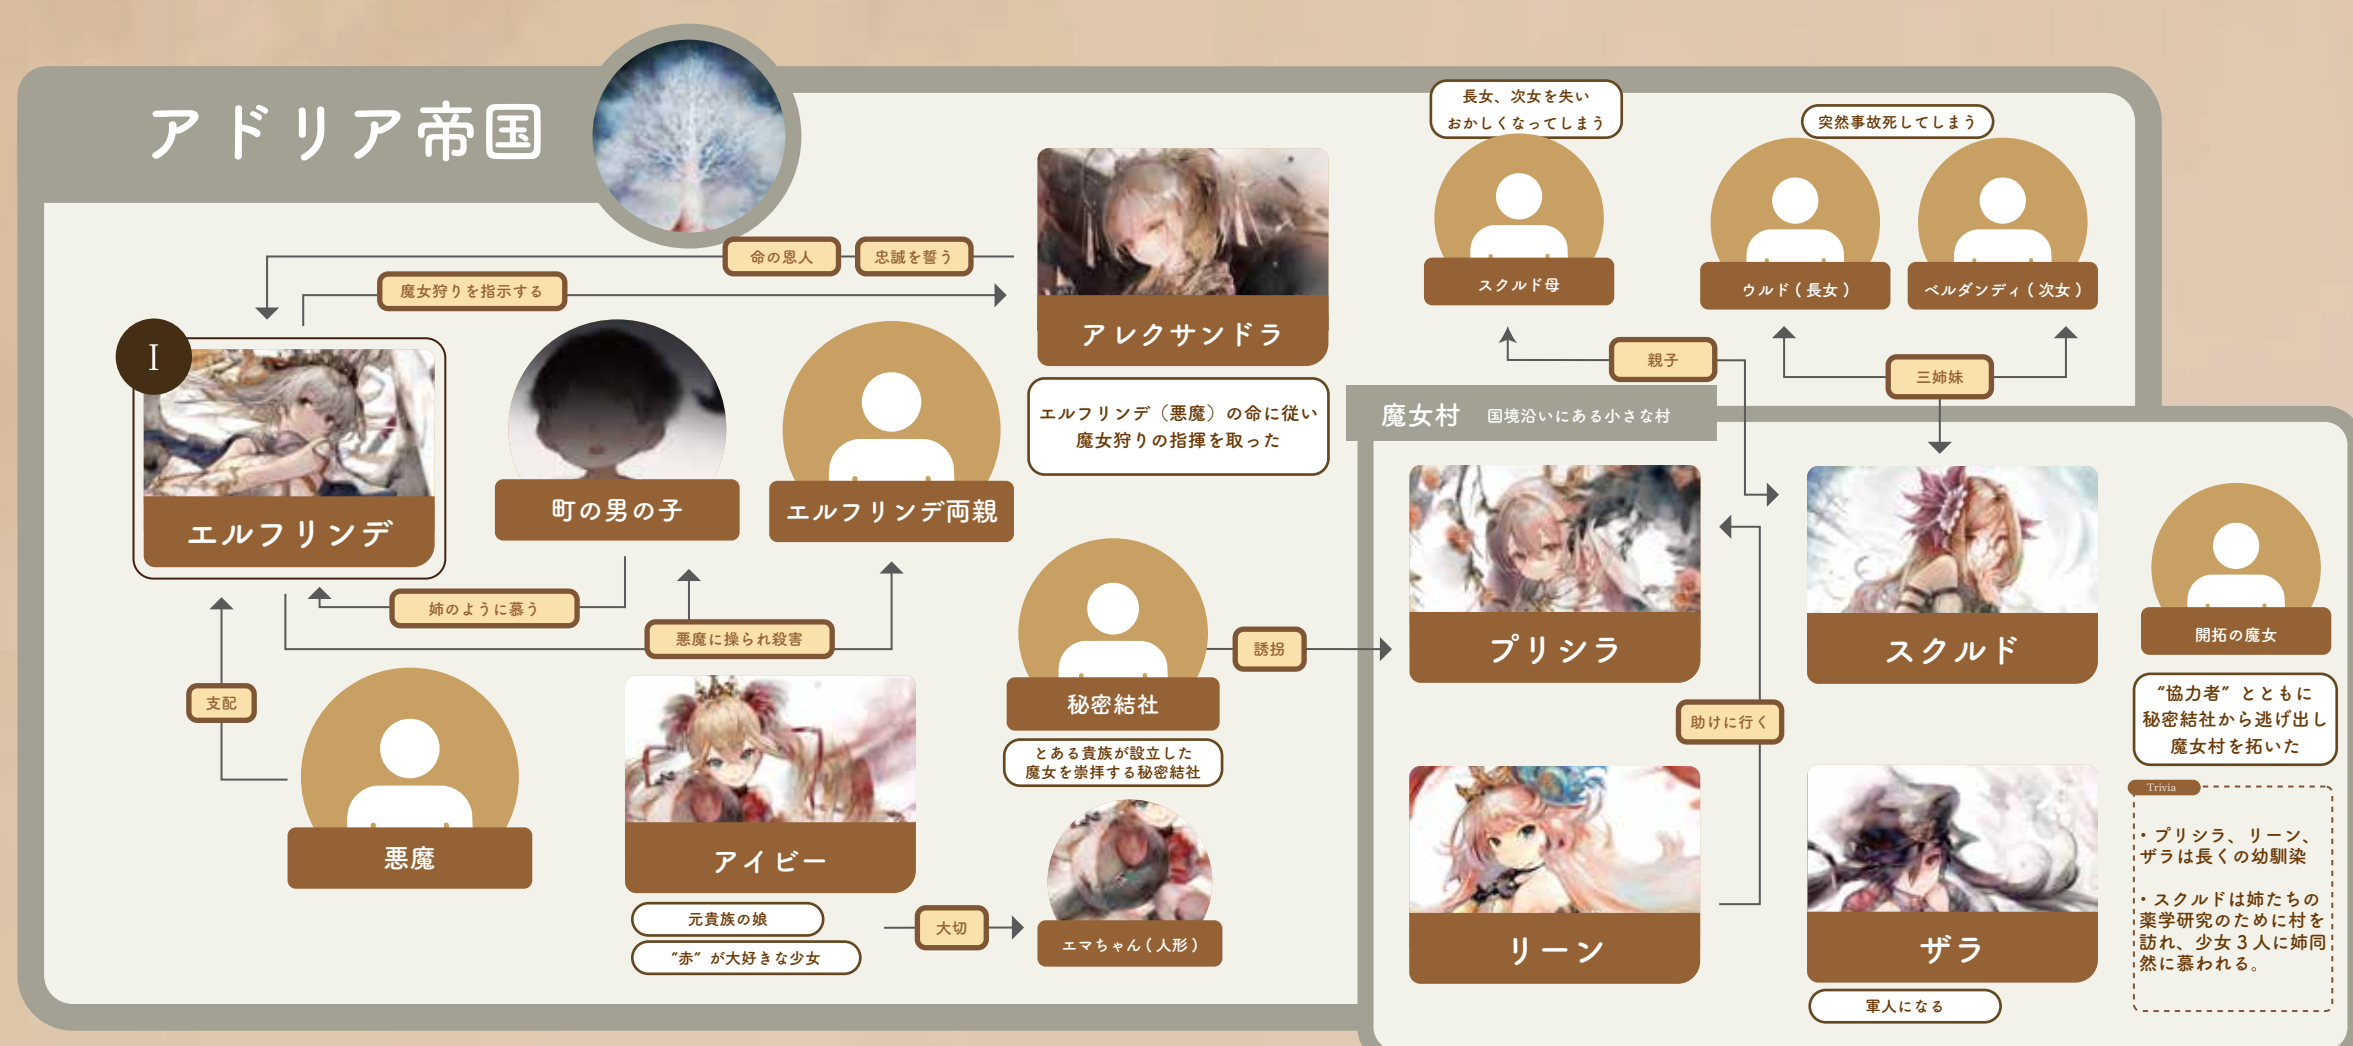 アドリア帝国
長女、次女を失い
おかしくなってしまう
突然事故死してしまう
スクルド母
ウルド ( 長女 )
ベルダンディ ( 次女 )
命の恩人
忠誠を誓う
魔女狩りを指示する
アレクサンドラ
エルフリンデ（悪魔）の命に従い
魔女狩りの指揮を取った
親子
三姉妹
I
エルフリンデ
町の男の子
エルフリンデ両親
魔女村
国境沿いにある小さな村
姉のように慕う
悪魔に操られ殺害
支配
悪魔
秘密結社
とある貴族が設立した
魔女を崇拝する秘密結社
誘拐
プリシラ
スクルド
開拓の魔女
“協力者” とともに
秘密結社から逃げ出し
魔女村を拓いた
助けに行く
アイビー
元貴族の娘
“赤” が大好きな少女
大切
エマちゃん ( 人形 )
リーン
ザラ
軍人になる
Trivia
・プリシラ、リーン、
ザラは長くの幼馴染
・スクルドは姉たちの
薬学研究のために村を
訪れ、少女３人に姉同
然に慕われる。